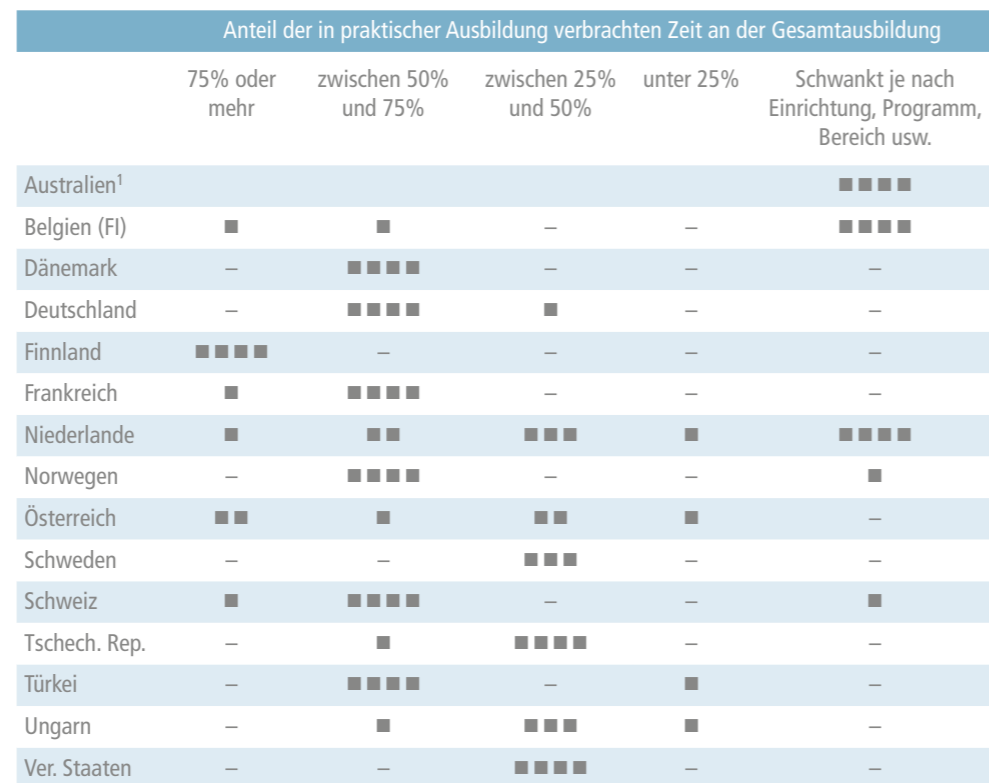 Anteil der in praktischer Ausbildung verbrachten Zeit an der Gesamtausbildung
75% oder mehr zwischen 50% und 75% zwischen 25% und 50% unter 25% Schwankt je nach Einrichtung, Programm, Bereich usw.
Australien¹ ■ ■ ■ ■
Belgien (Fl) ■ ■ – – ■ ■ ■ ■
Dänemark – ■ ■ ■ ■ – – –
Deutschland – ■ ■ ■ ■ ■ – –
Finnland ■ ■ ■ ■ – – – –
Frankreich ■ ■ ■ ■ ■ – – –
Niederlande ■ ■ ■ ■ ■ ■ ■ ■ ■ ■ ■
Norwegen – ■ ■ ■ ■ – – ■
Österreich ■ ■ ■ ■ ■ ■ –
Schweden – – ■ ■ ■ – –
Schweiz ■ ■ ■ ■ ■ – – ■
Tschech. Rep. – ■ ■ ■ ■ ■ – –
Türkei – ■ ■ ■ ■ – ■ –
Ungarn – ■ ■ ■ ■ ■ –
Ver. Staaten – – ■ ■ ■ ■ – –